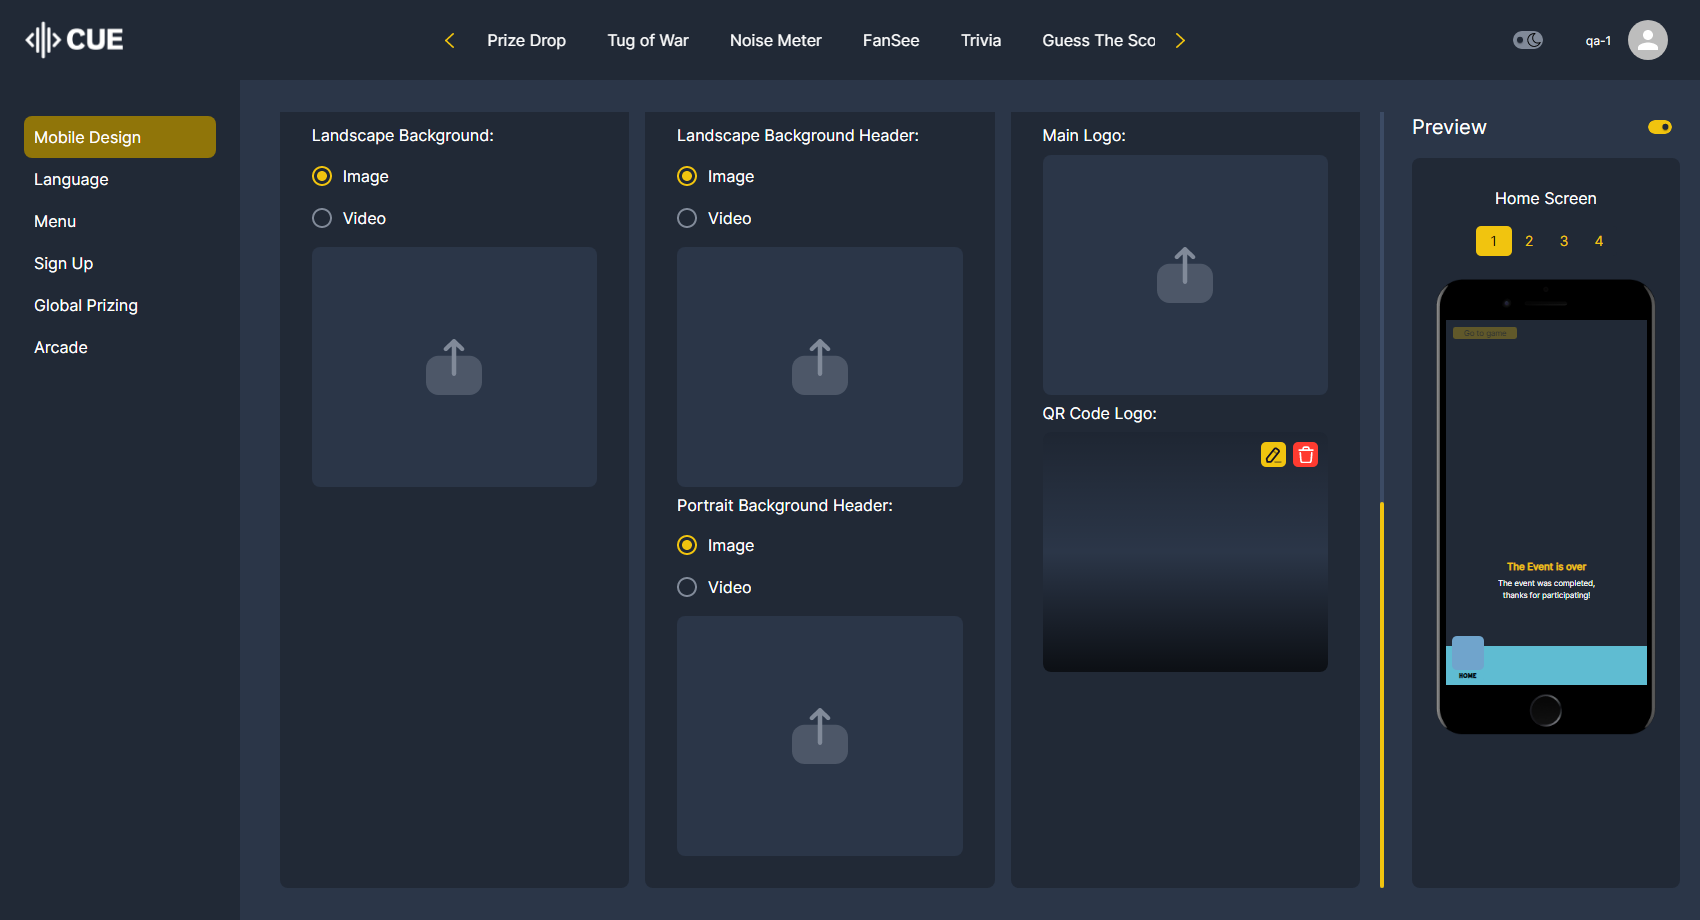 CUE
Prize Drop
Tug of War
Noise Meter
FanSee
Trivia
Guess The Sco
qa-1
Mobile Design
Language
Menu
Sign Up
Global Prizing
Arcade
Landscape Background:
Image
Video
Landscape Background Header:
Image
Video
Portrait Background Header:
Image
Video
Main Logo:
QR Code Logo:
Preview
Home Screen
1 2 3 4
Go to game
The Event is over
The event was completed,
thanks for participating!
HOME